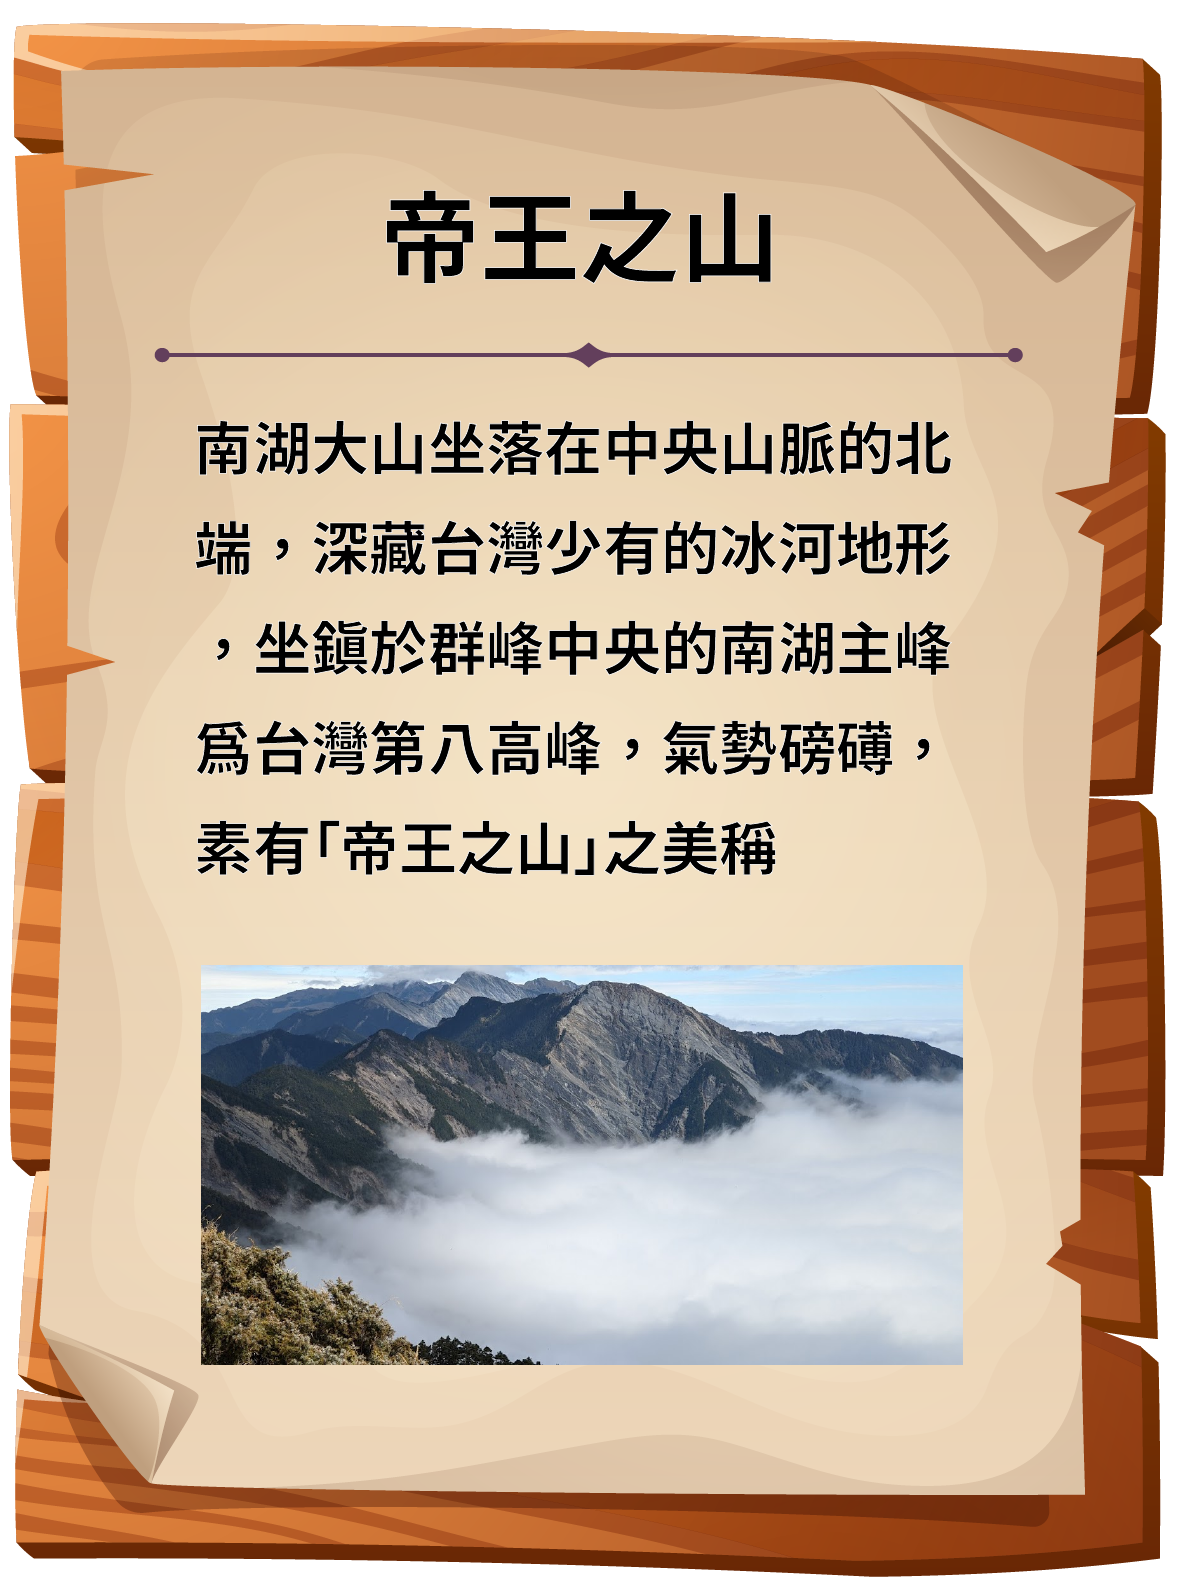 帝王之山
南湖大山坐落在中央山脈的北
端，深藏台灣少有的冰河地形
，坐鎭於群峰中央的南湖主峰
爲台灣第八高峰，氣勢磅礡，
素有「帝王之山」之美稱